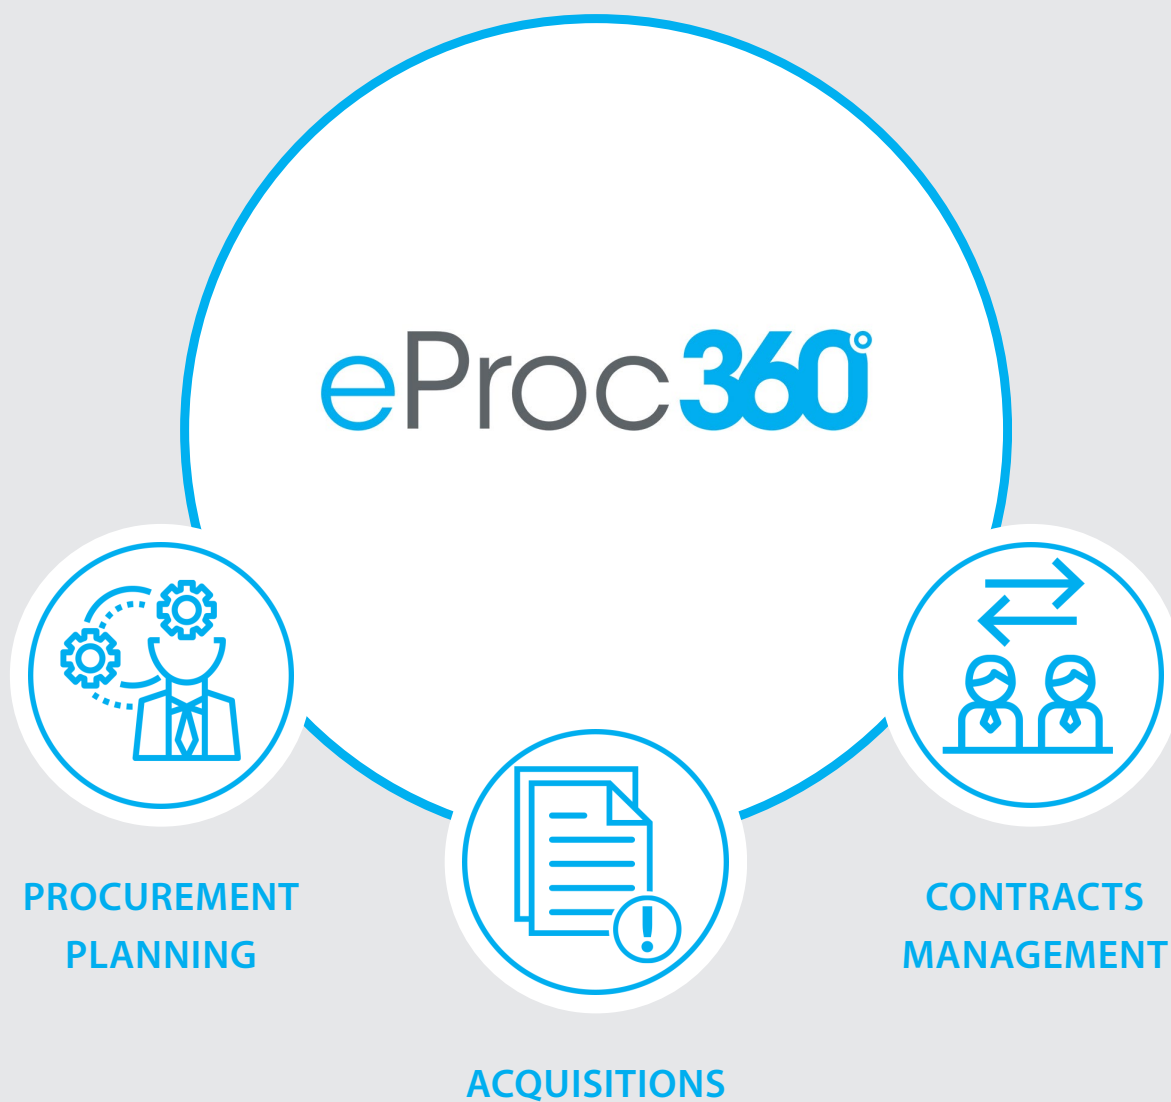 eProc360°
PROCUREMENT
PLANNING
CONTRACTS
MANAGEMENT
ACQUISITIONS